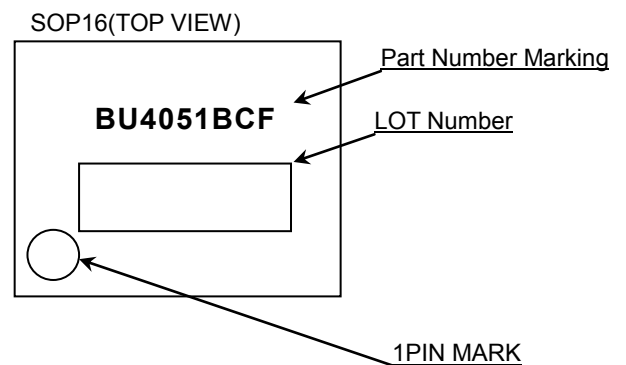 SOP16(TOP VIEW)
Part Number Marking
BU4051BCF
LOT Number
1PIN MARK